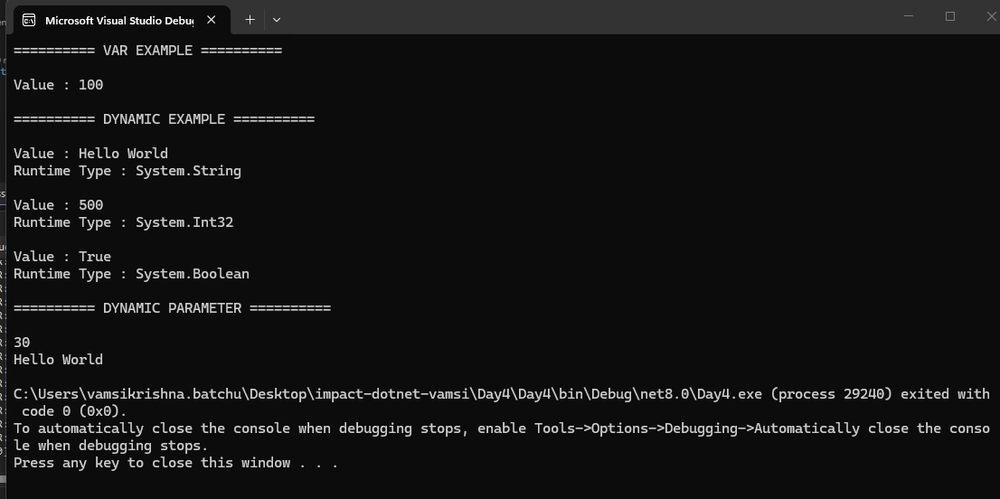 Microsoft Visual Studio Debug
========== VAR EXAMPLE ==========
Value : 100
========== DYNAMIC EXAMPLE ==========
Value : Hello World
Runtime Type : System.String
Value : 500
Runtime Type : System.Int32
Value : True
Runtime Type : System.Boolean
========== DYNAMIC PARAMETER ==========
30
Hello World
C:\Users\vamsikrishna.batchu\Desktop\impact-dotnet-vamsi\Day4\Day4\bin\Debug\net8.0\Day4.exe (process 29240) exited with
 code 0 (0x0).
To automatically close the console when debugging stops, enable Tools->Options->Debugging->Automatically close the conso
le when debugging stops.
Press any key to close this window . . .